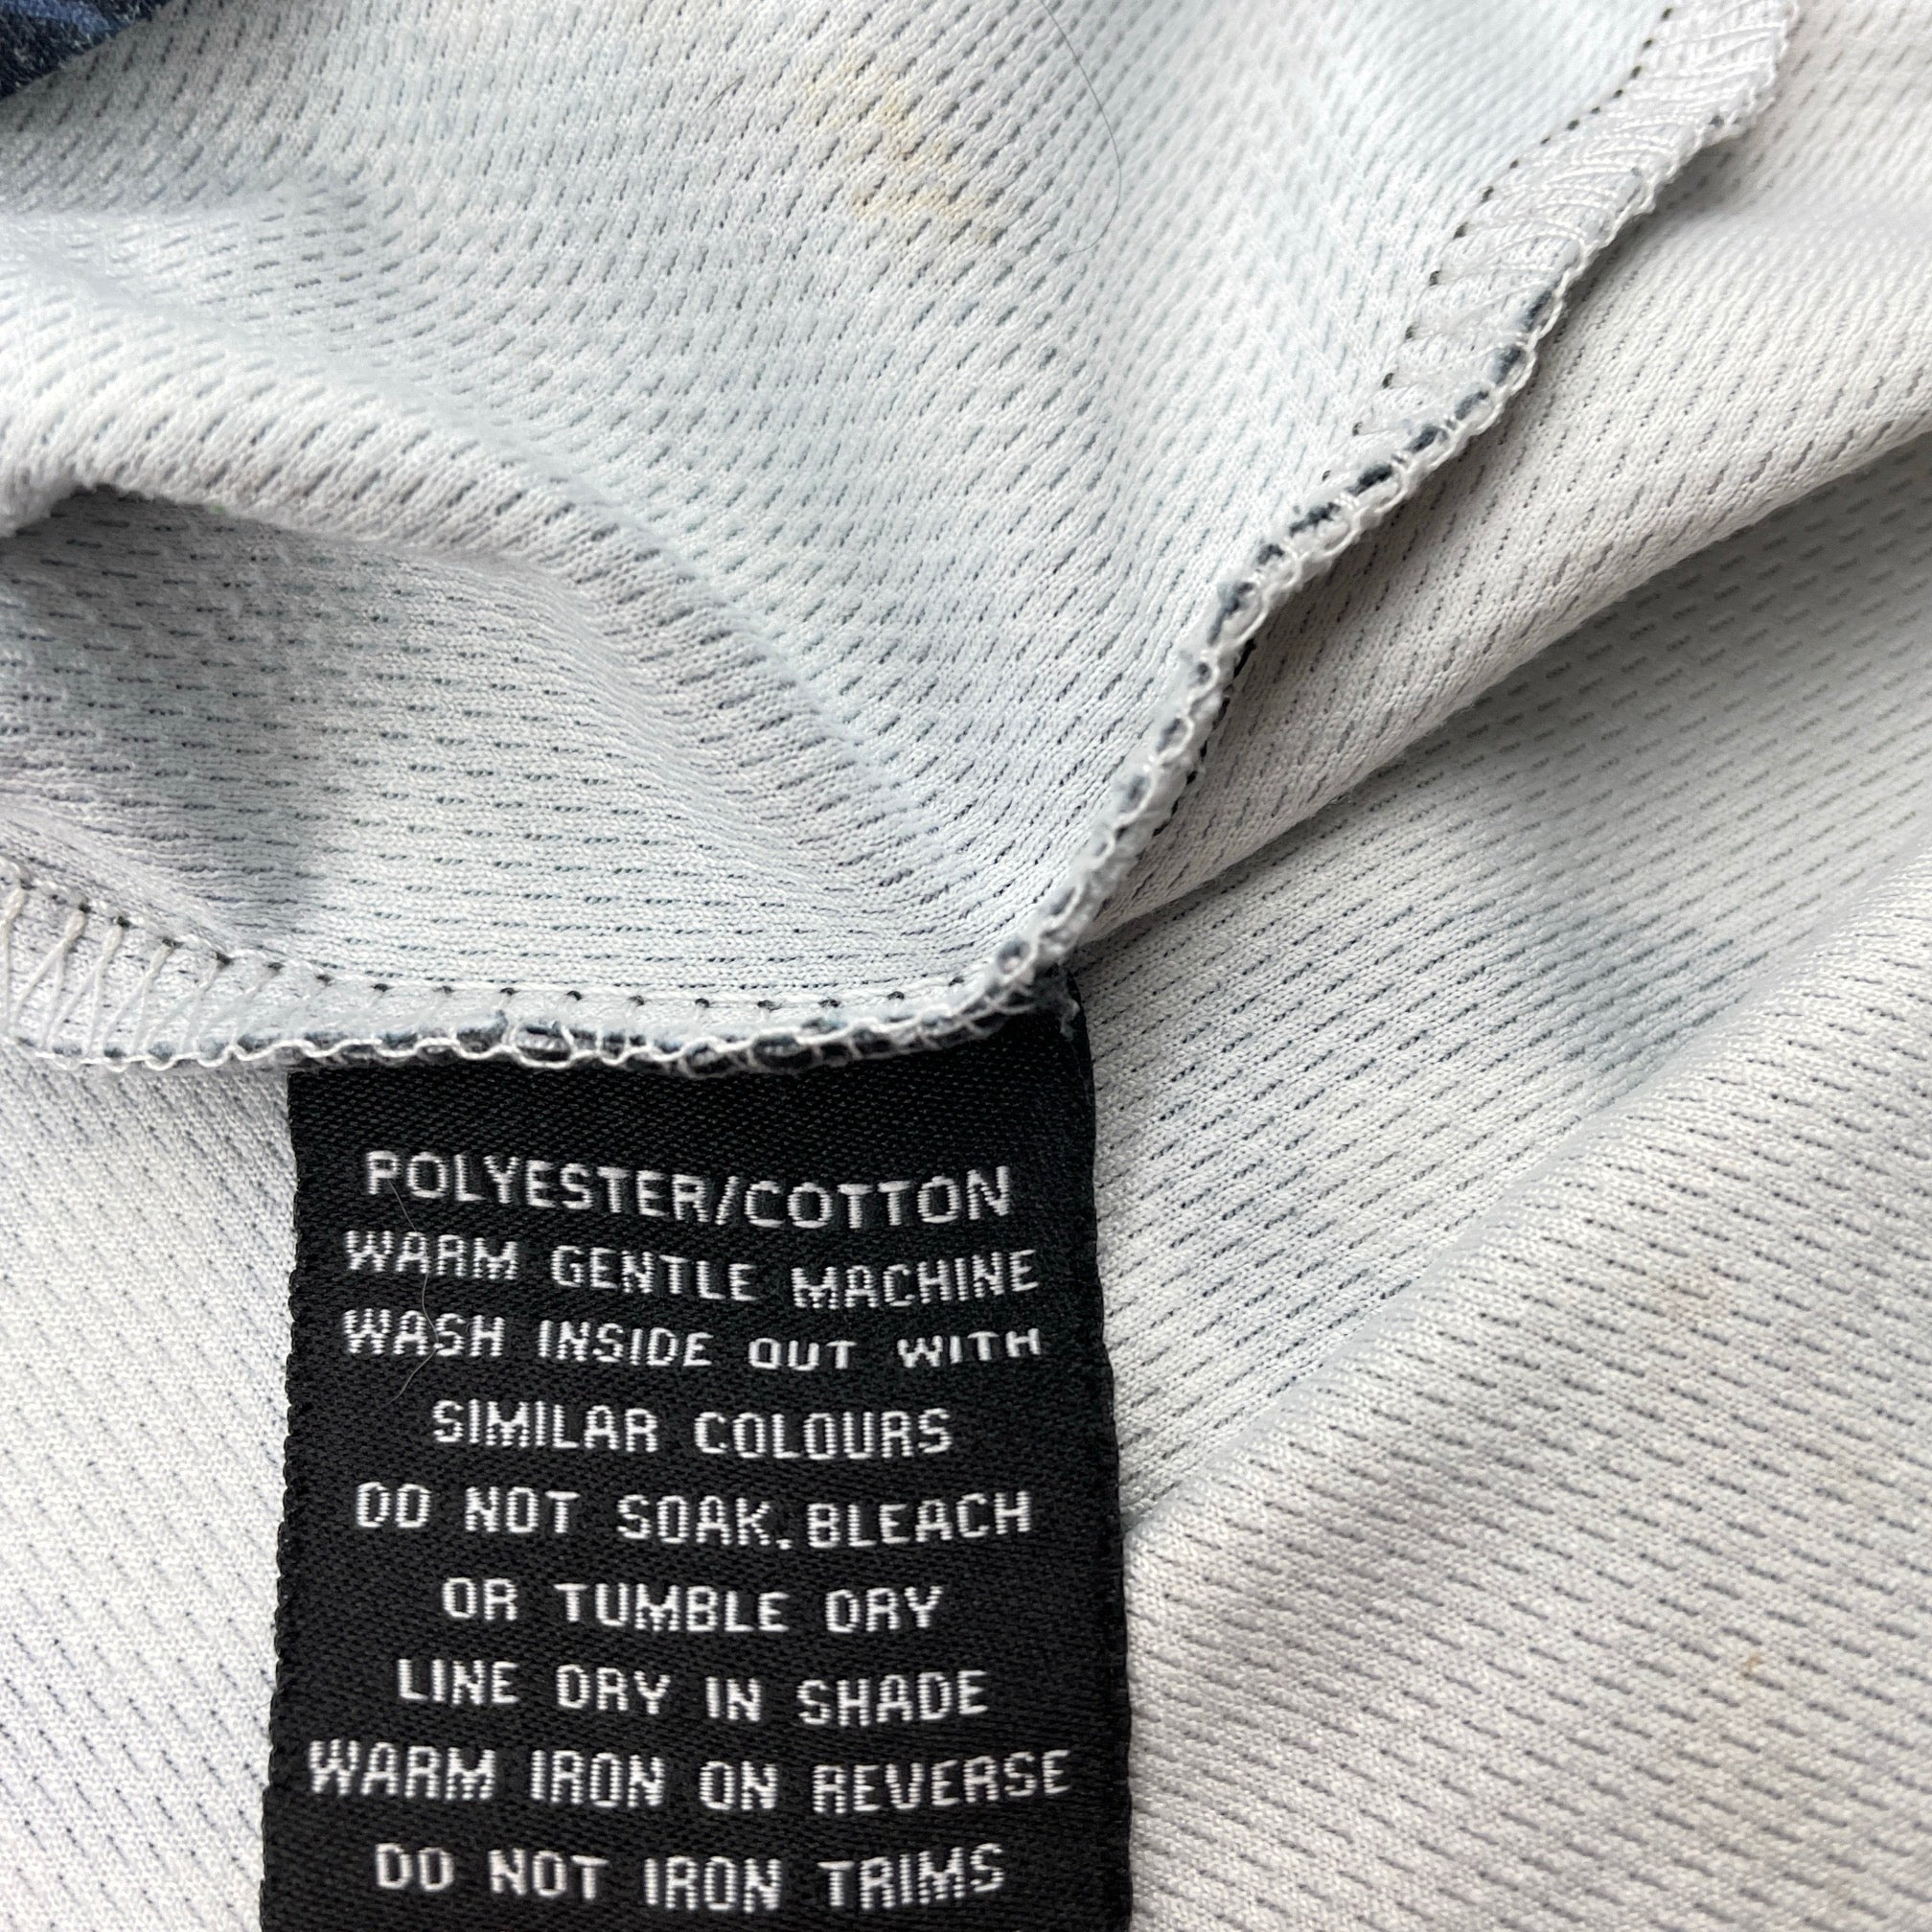 POLYESTER/COTTON
WARM GENTLE MACHINE
WASH INSIDE OUT WITH
SIMILAR COLOURS
DO NOT SOAK. BLEACH
OR TUMBLE DRY
LINE DRY IN SHADE
WARM IRON ON REVERSE
DO NOT IRON TRIMS